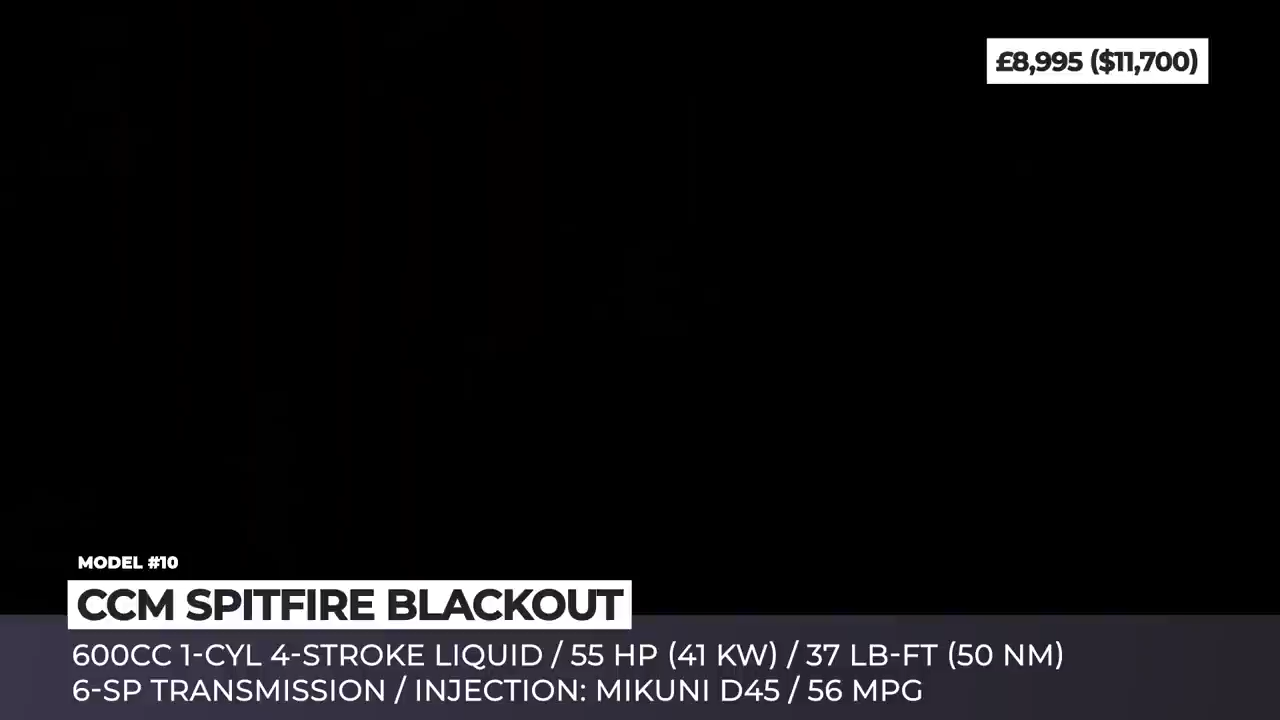 £8,995 ($11,700)
MODEL #10
CCM SPITFIRE BLACKOUT
600CC 1-CYL 4-STROKE LIQUID / 55 HP (41 KW) / 37 LB-FT (50 NM)
6-SP TRANSMISSION / INJECTION: MIKUNI D45 / 56 MPG